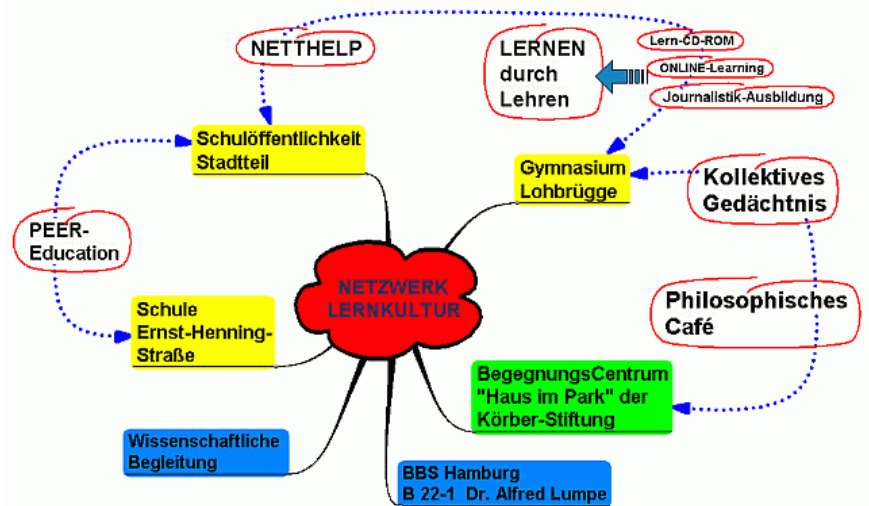 NETTHELP
LERNEN
durch
Lehren
Lern-CD-ROM
ONLINE-Learning
Journalistik-Ausbildung
Schulöffentlichkeit
Stadtteil
Gymnasium
Lohbrügge
Kollektives
Gedächtnis
PEER-
Education
NETZWERK
LERNKULTUR
Philosophisches
Café
Schule
Ernst-Henning-
Straße
BegegnungsCentrum
"Haus im Park" der
Körber-Stiftung
Wissenschaftliche
Begleitung
BBS Hamburg
B 22-1 Dr. Alfred Lumpe